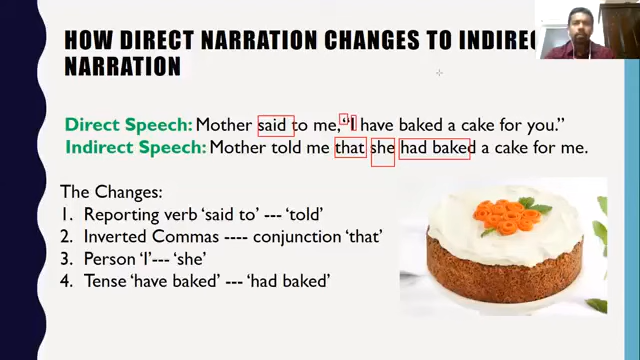 HOW DIRECT NARRATION CHANGES TO
NARRATION
Direct Speech: Mother said to me,“I have baked a cake for you.”
Indirect Speech: Mother told me that she had baked a cake for me.
The Changes:
1. Reporting verb ‘said to’ --- ‘told’
2. Inverted Commas ---- conjunction ‘that’
3. Person ‘I’--- ‘she’
4. Tense ‘have baked’ --- ‘had baked’